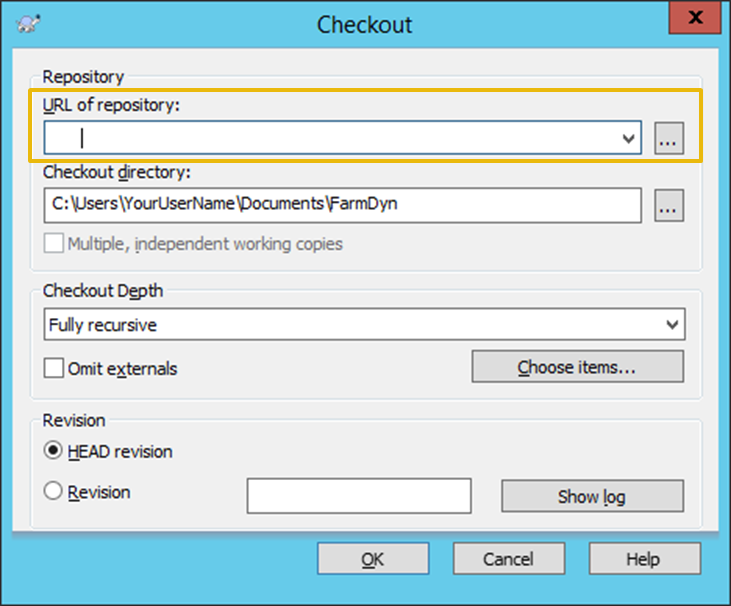 Checkout
x
Repository
URL of repository:
...
Checkout directory:
C:\Users\YourUserName\Documents\FarmDyn
...
Multiple, independent working copies
Checkout Depth
Fully recursive
Omit externals
Choose items...
Revision
HEAD revision
Revision
Show log
OK
Cancel
Help